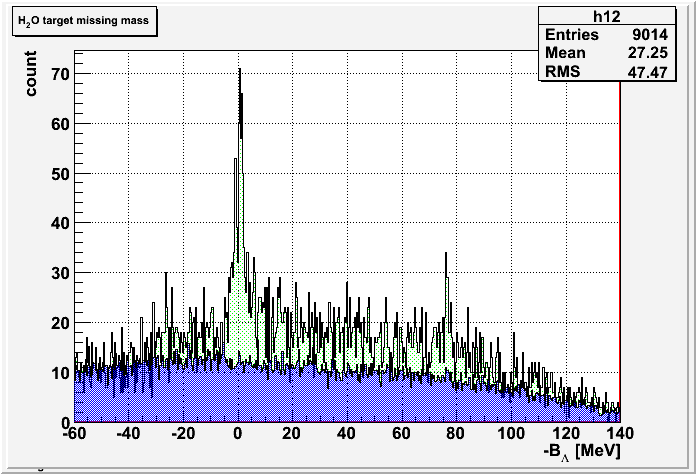 H2O target missing mass
h12
Entries 9014
Mean 27.25
RMS 47.47
count
70
60
50
40
30
20
10
0
-60 -40 -20 0 20 40 60 80 100 120 140
-BΛ [MeV]